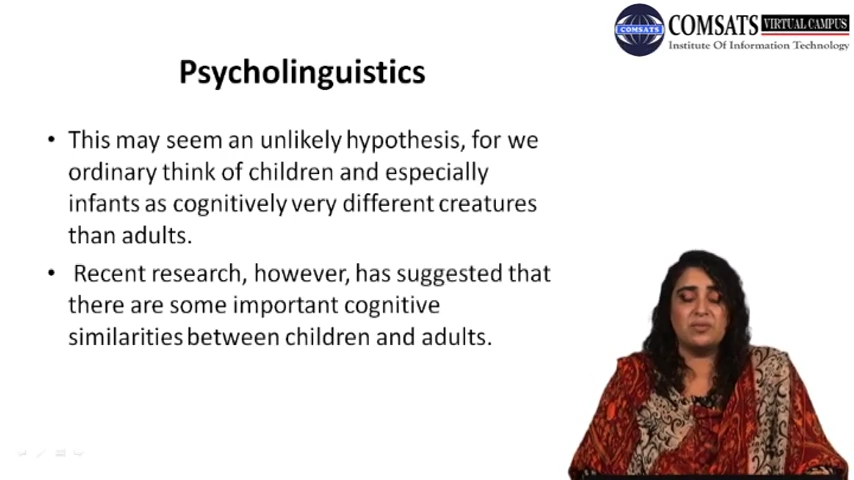 COMSATS VIRTUAL CAMPUS
COMSATS
Institute Of Information Technology
Psycholinguistics
• This may seem an unlikely hypothesis, for we
ordinary think of children and especially
infants as cognitively very different creatures
than adults.
• Recent research, however, has suggested that
there are some important cognitive
similarities between children and adults.